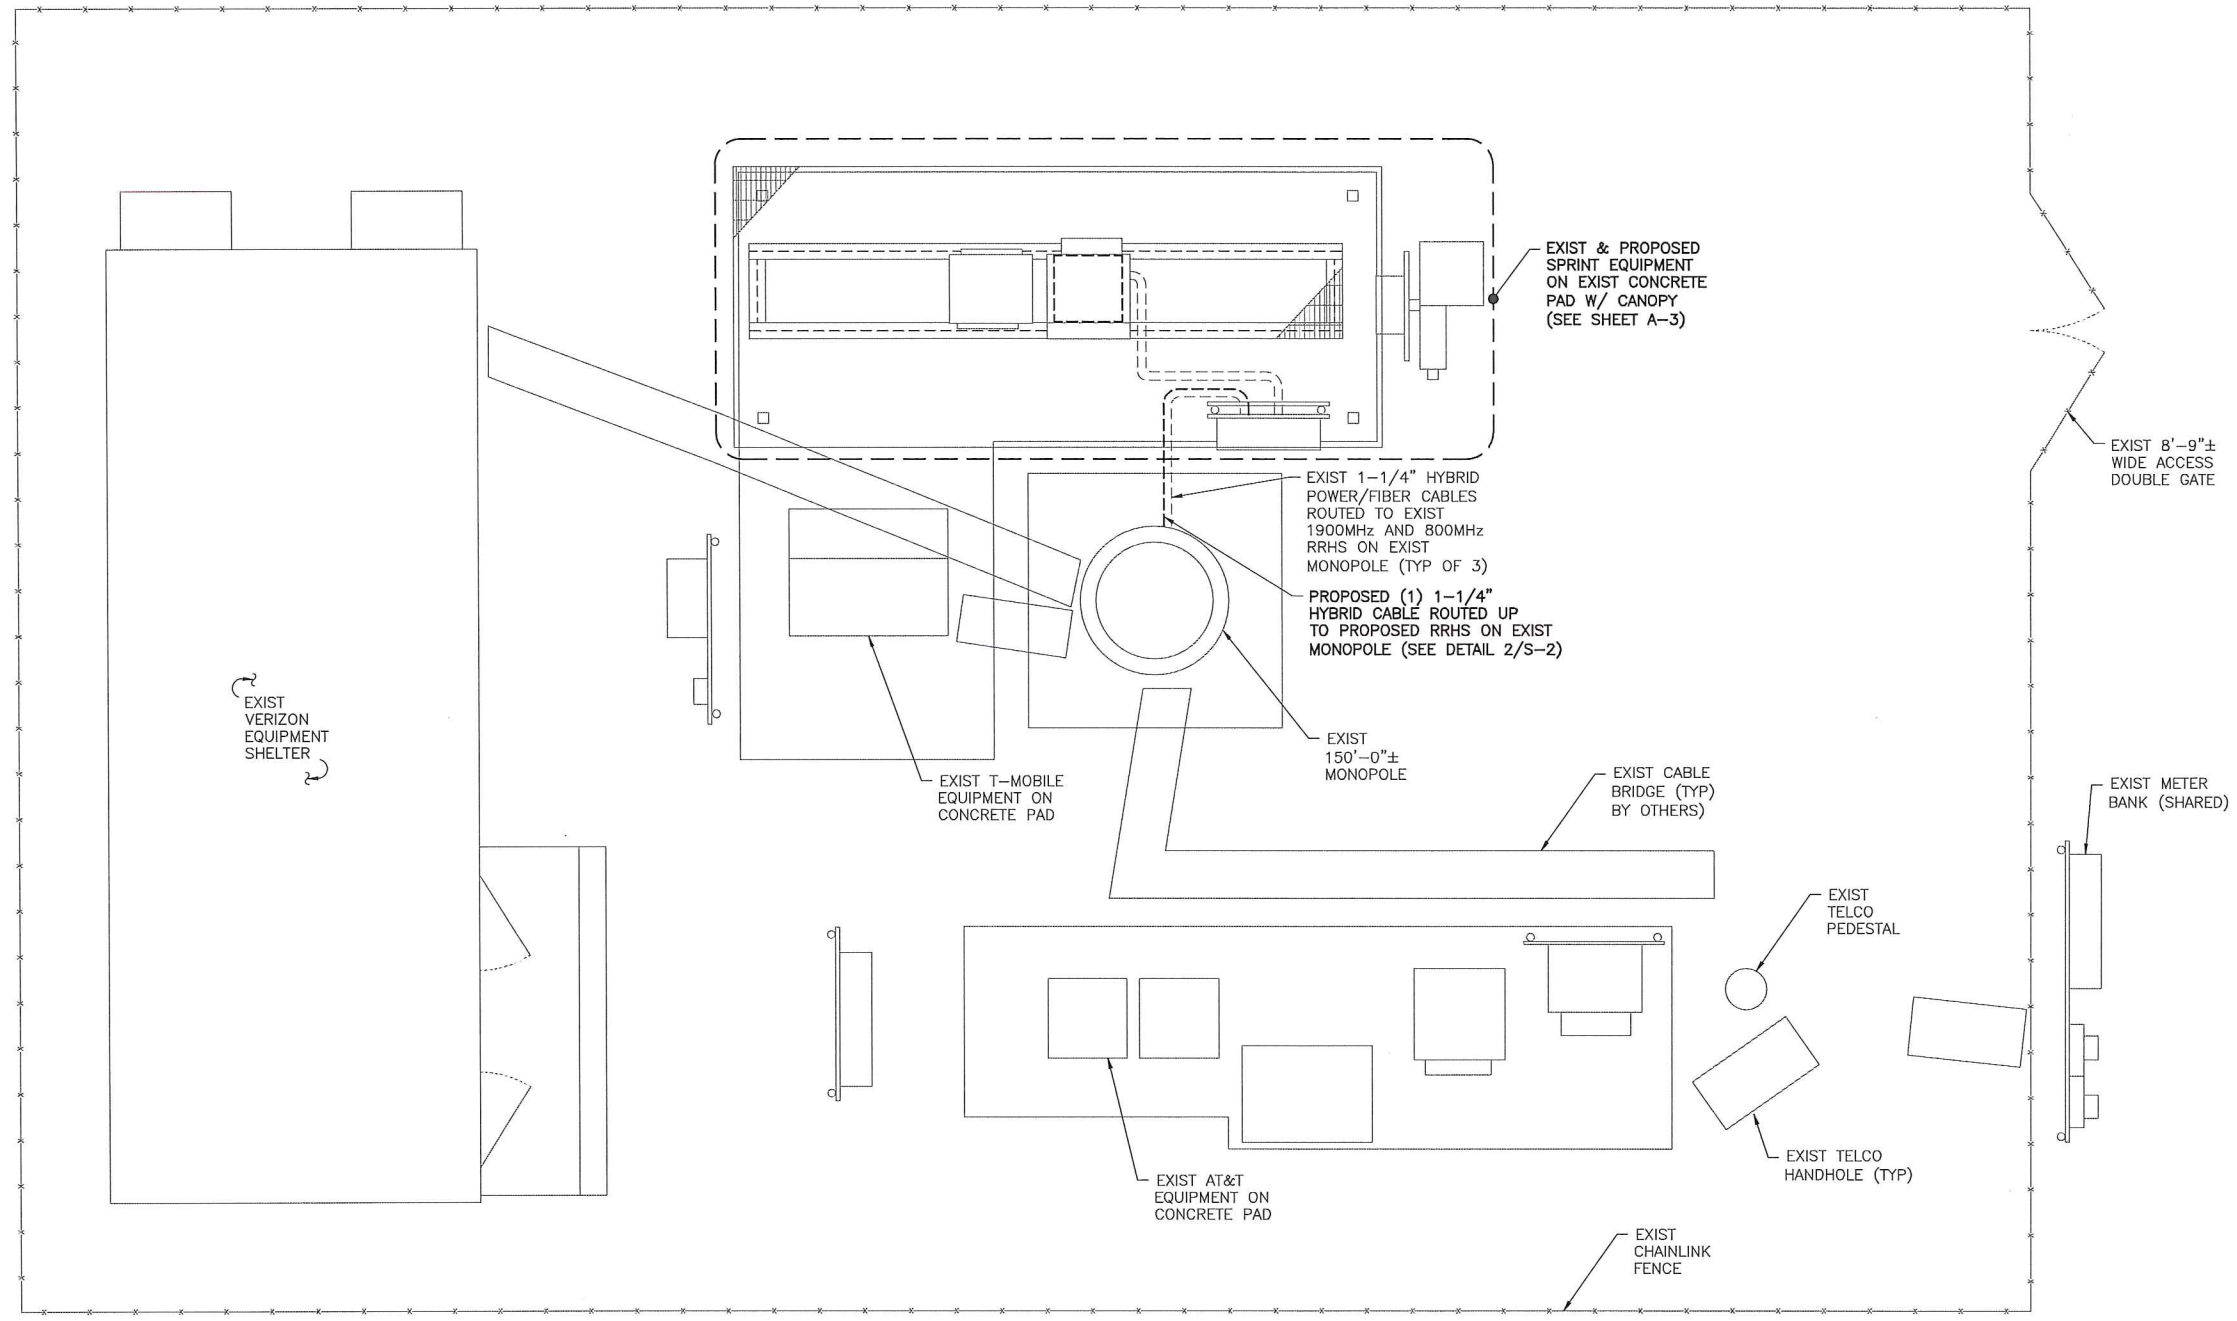 EXIST & PROPOSED
SPRINT EQUIPMENT
ON EXIST CONCRETE
PAD W/ CANOPY
(SEE SHEET A-3)
EXIST 8'-9"±
WIDE ACCESS
DOUBLE GATE
EXIST 1-1/4" HYBRID
POWER/FIBER CABLES
ROUTED TO EXIST
1900MHz AND 800MHz
RRHS ON EXIST
MONOPOLE (TYP OF 3)
PROPOSED (1) 1-1/4"
HYBRID CABLE ROUTED UP
TO PROPOSED RRHS ON EXIST
MONOPOLE (SEE DETAIL 2/S-2)
EXIST
VERIZON
EQUIPMENT
SHELTER
EXIST
150'-0"±
MONOPOLE
EXIST T-MOBILE
EQUIPMENT ON
CONCRETE PAD
EXIST CABLE
BRIDGE (TYP)
BY OTHERS)
EXIST METER
BANK (SHARED)
EXIST
TELCO
PEDESTAL
EXIST TELCO
HANDHOLE (TYP)
EXIST AT&T
EQUIPMENT ON
CONCRETE PAD
EXIST
CHAINLINK
FENCE